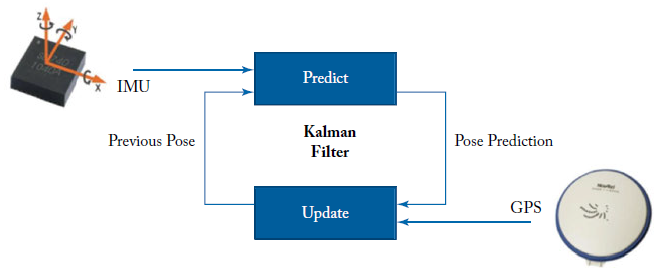 Z
Y
X
IMU
Predict
Previous Pose
Kalman
Filter
Pose Prediction
Update
GPS